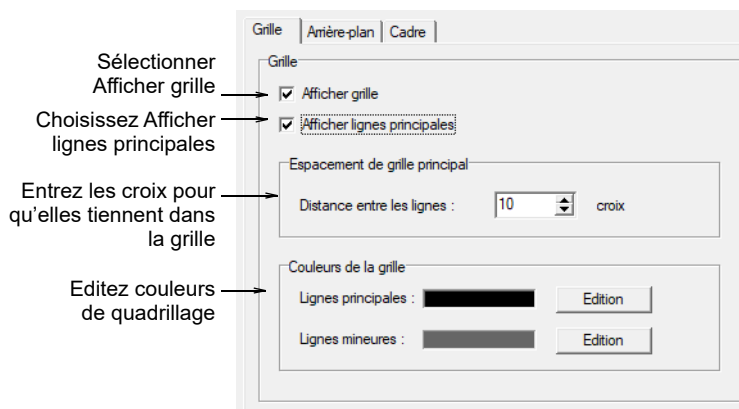 Grille Arrière-plan Cadre
Grille
Sélectionner
Afficher grille
Afficher grille
Choisissez Afficher
lignes principales
Afficher lignes principales
Espacement de grille principal
Entrez les croix pour
qu'elles tiennent dans
la grille
Distance entre les lignes : 10 croix
Couleurs de la grille
Editez couleurs
de quadrillage
Lignes principales : Edition
Lignes mineures : Edition